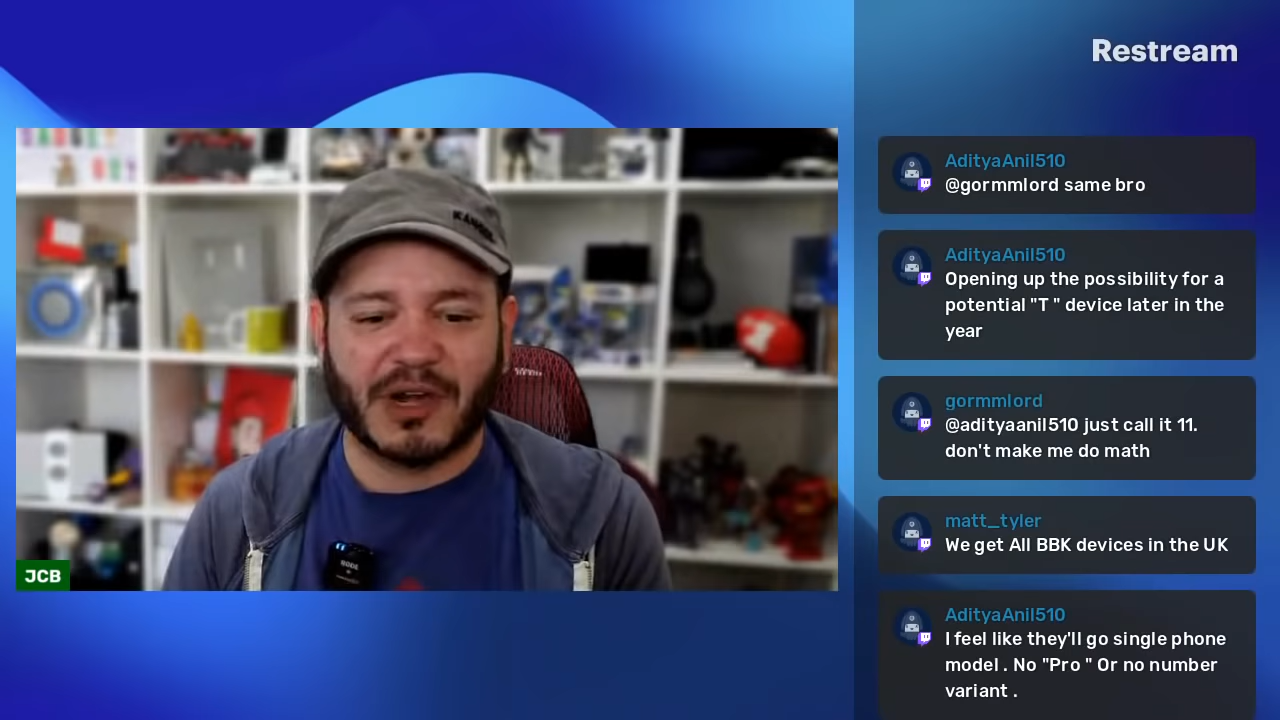 Restream
AdityaAnil510
@gormmlord same bro
AdityaAnil510
Opening up the possibility for a
potential "T " device later in the
year
gormmlord
@adityaanil510 just call it 11.
don't make me do math
matt_tyler
We get All BBK devices in the UK
AdityaAnil510
I feel like they'll go single phone
model . No "Pro " Or no number
variant .
RODE
JCB